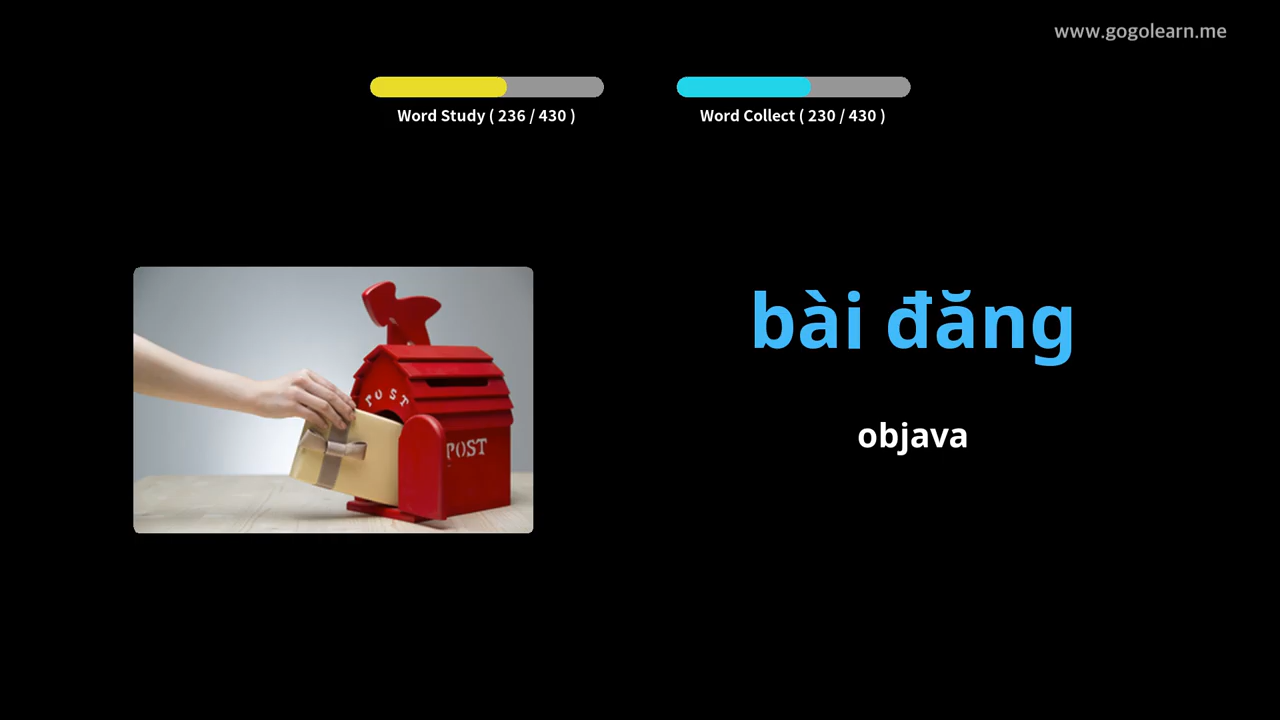 www.gogolearn.me
Word Study ( 236 / 430 )
Word Collect ( 230 / 430 )
POST
POST
bài đăng
objava